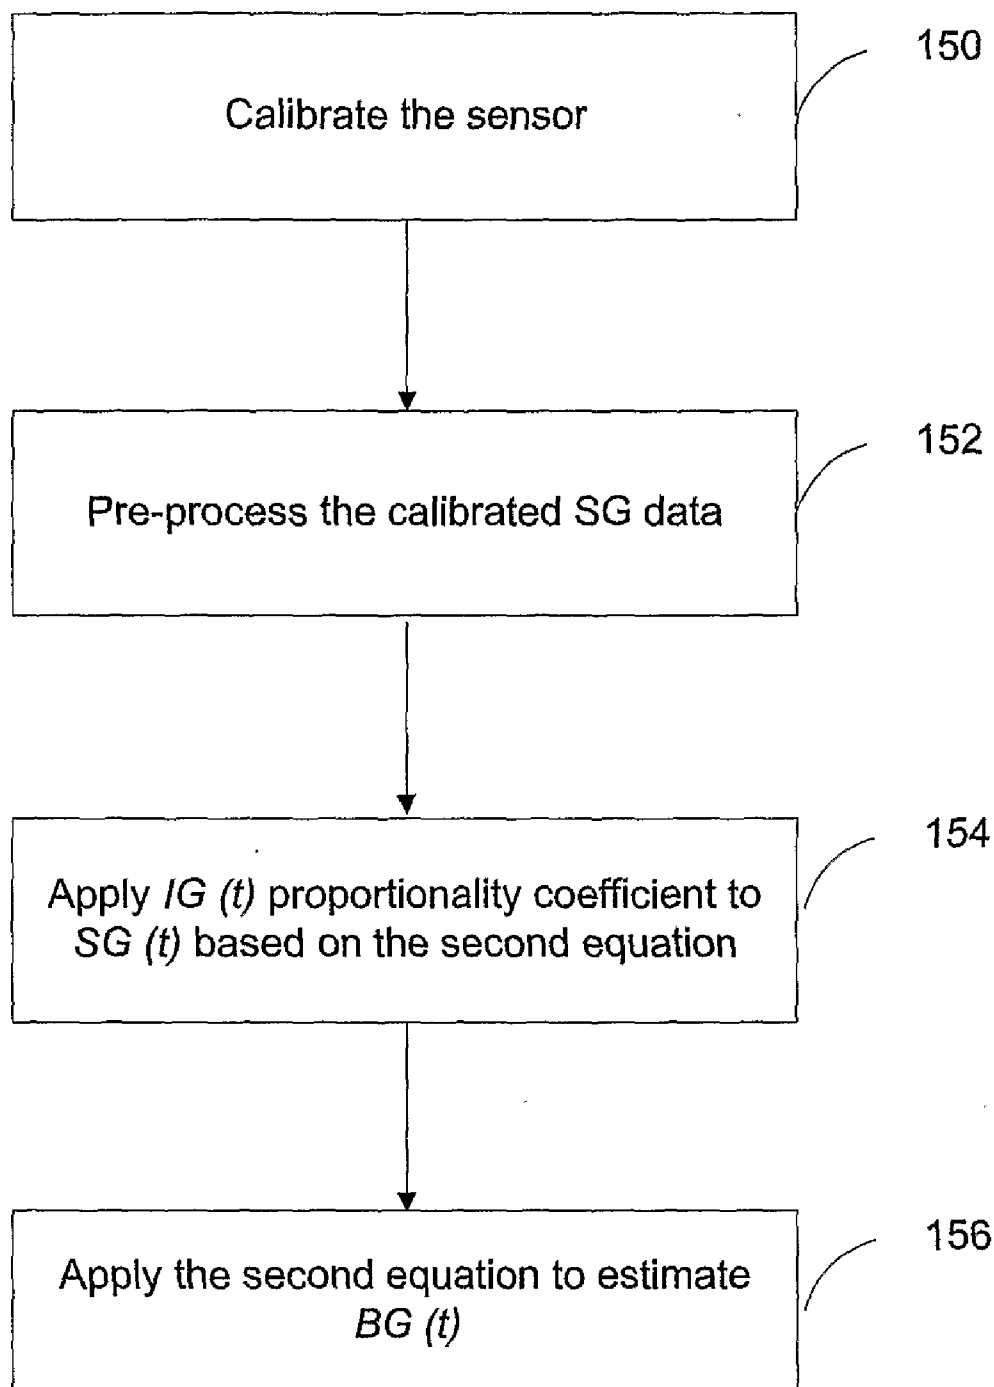 150
Calibrate the sensor
152
Pre-process the calibrated SG data
154
Apply IG (t) proportionality coefficient to
SG (t) based on the second equation
156
Apply the second equation to estimate
BG (t)